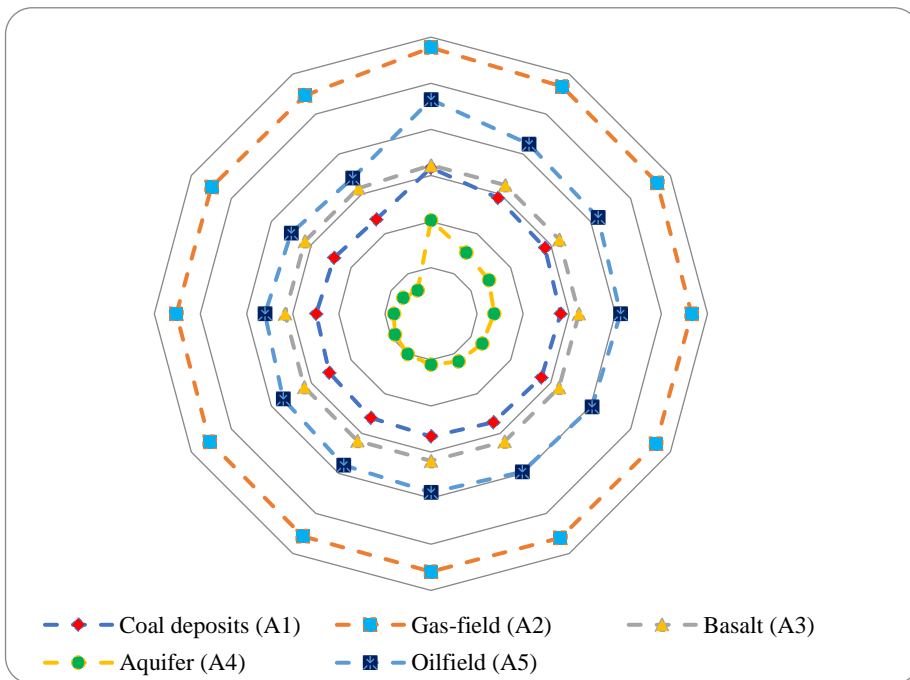 Coal deposits (A1) Gas-field (A2) Basalt (A3)
Aquifer (A4) Oilfield (A5)